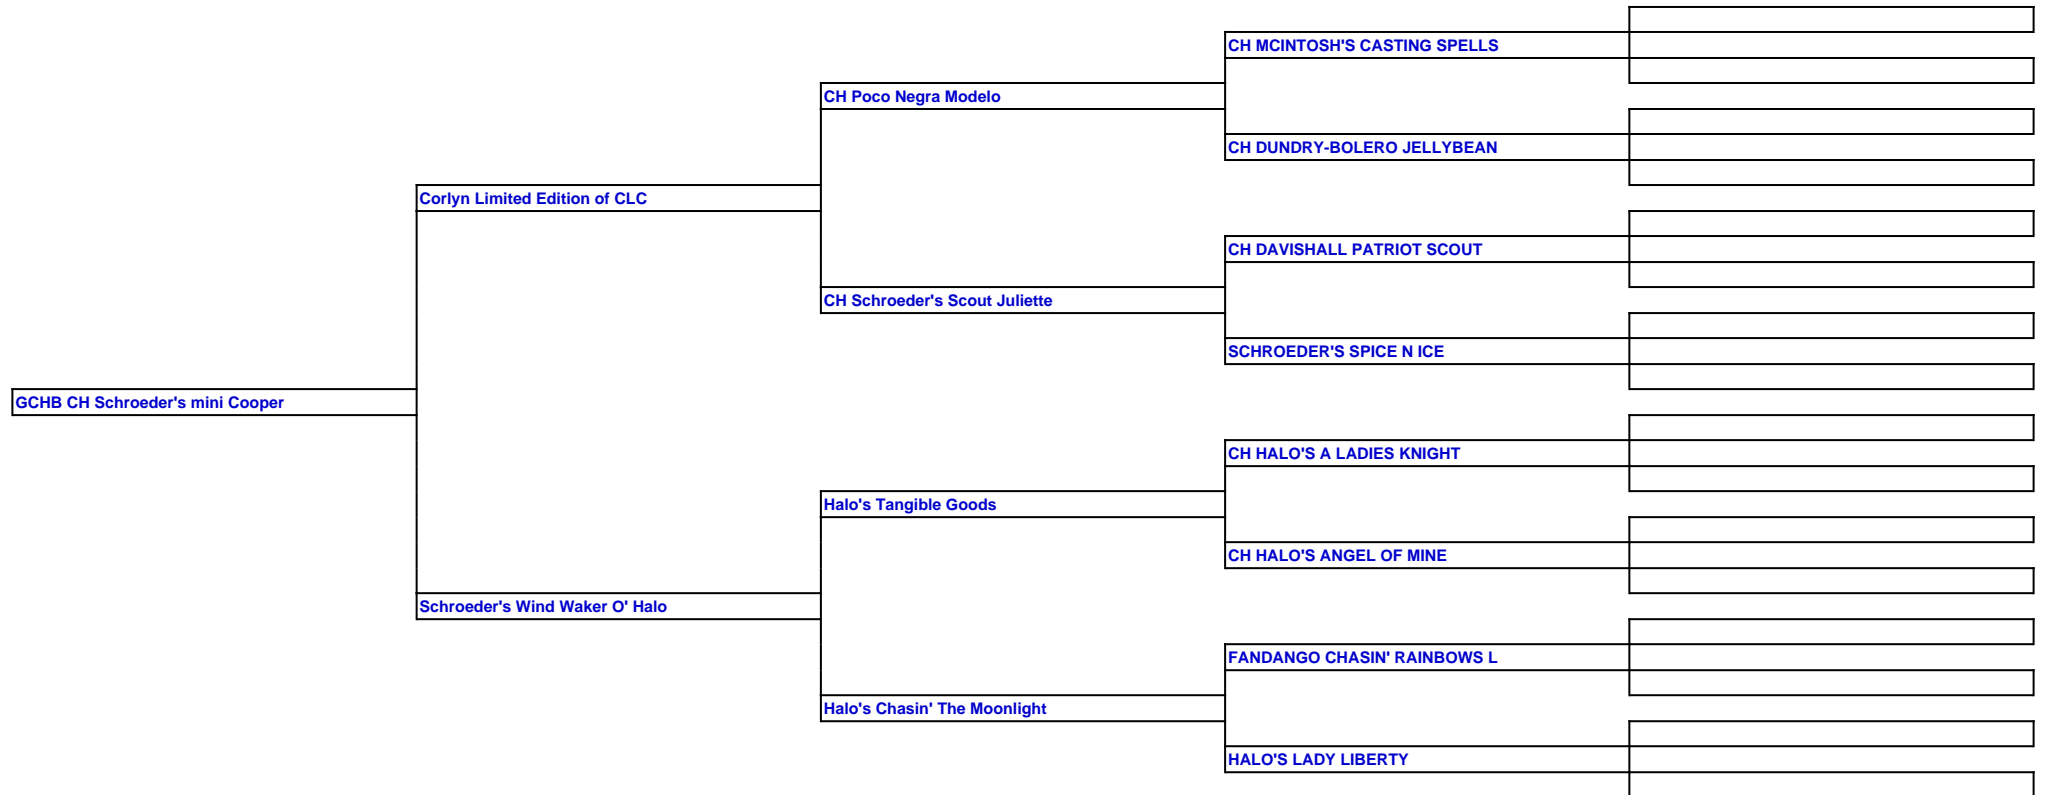 CH MCINTOSH'S CASTING SPELLS
CH Poco Negra Modelo
CH DUNDRY-BOLERO JELLYBEAN
Corlyn Limited Edition of CLC
CH DAVISHALL PATRIOT SCOUT
CH Schroeder's Scout Juliette
SCHROEDER'S SPICE N ICE
GCHB CH Schroeder's mini Cooper
CH HALO'S A LADIES KNIGHT
Halo's Tangible Goods
CH HALO'S ANGEL OF MINE
Schroeder's Wind Waker O' Halo
FANDANGO CHASIN' RAINBOWS L
Halo's Chasin' The Moonlight
HALO'S LADY LIBERTY